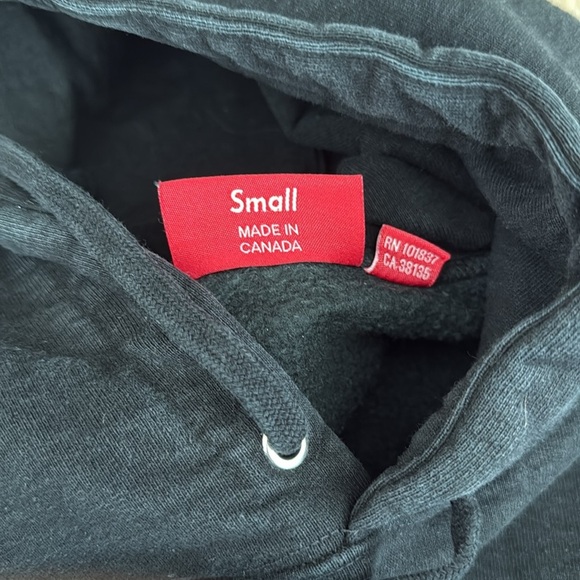 Small
MADE IN
CANADA
RN 101837
CA 38135